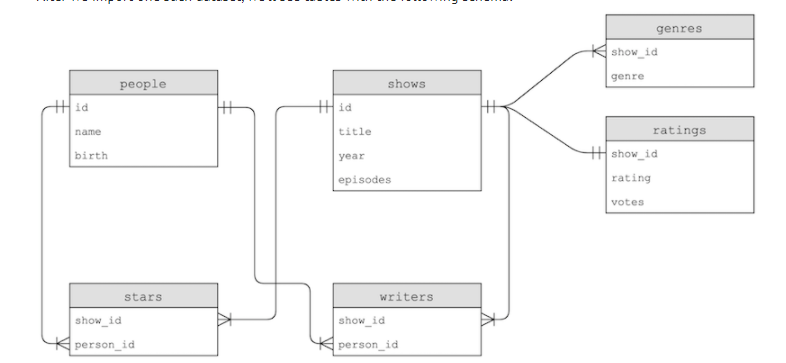 genres
show_id
genre
people
id
name
birth
shows
id
title
year
episodes
ratings
show_id
rating
votes
stars
show_id
person_id
writers
show_id
person_id